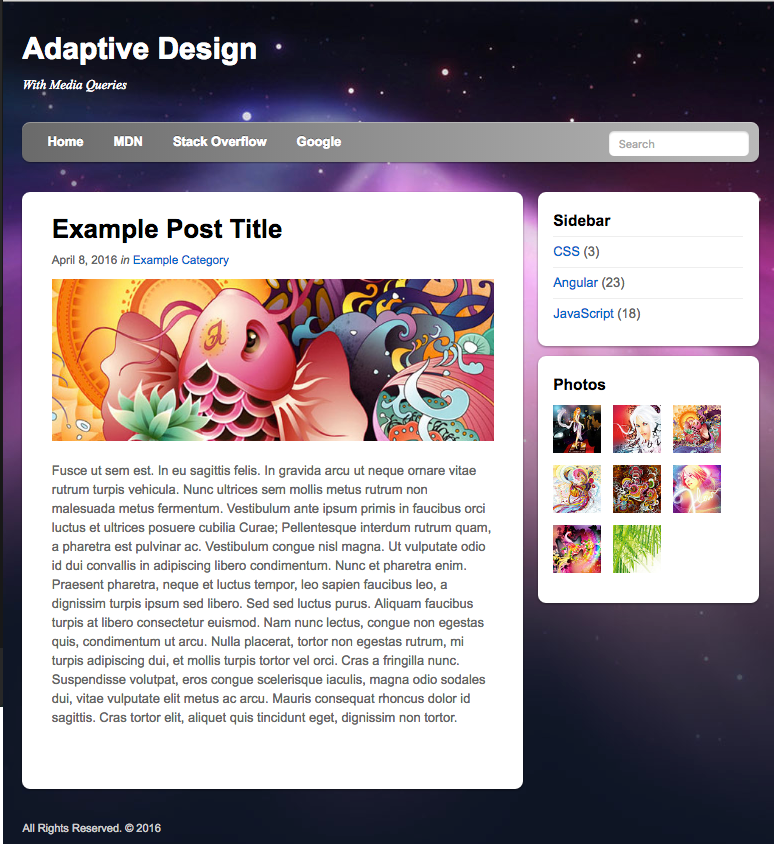 Adaptive Design
With Media Queries
Home MDN Stack Overflow Google Search
Example Post Title
April 8, 2016 in Example Category
Fusce ut sem est. In eu sagittis felis. In gravida arcu ut neque ornare vitae
rutrum turpis vehicula. Nunc ultrices sem mollis metus rutrum non
malesuada metus fermentum. Vestibulum ante ipsum primis in faucibus orci
luctus et ultrices posuere cubilia Curae; Pellentesque interdum rutrum quam,
a pharetra est pulvinar ac. Vestibulum congue nisl magna. Ut vulputate odio
id dui convallis in adipiscing libero condimentum. Nunc et pharetra enim.
Praesent pharetra, neque et luctus tempor, leo sapien faucibus leo, a
dignissim turpis ipsum sed libero. Sed sed luctus purus. Aliquam faucibus
turpis at libero consectetur euismod. Nam nunc lectus, congue non egestas
quis, condimentum ut arcu. Nulla placerat, tortor non egestas rutrum, mi
turpis adipiscing dui, et mollis turpis tortor vel orci. Cras a fringilla nunc.
Suspendisse volutpat, eros congue scelerisque iaculis, magna odio sodales
dui, vitae vulputate elit metus ac arcu. Mauris consequat rhoncus dolor id
sagittis. Cras tortor elit, aliquet quis tincidunt eget, dignissim non tortor.
Sidebar
CSS (3)
Angular (23)
JavaScript (18)
Photos
All Rights Reserved. © 2016